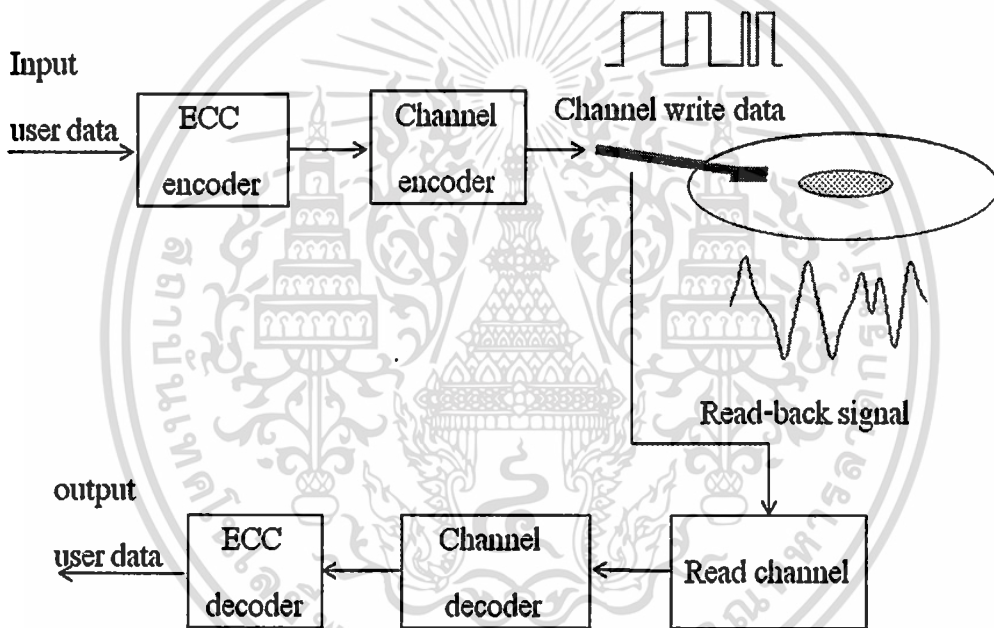 Input
user data
ECC
encoder
Channel
encoder
Channel write data
Read-back signal
output
user data
ECC
decoder
Channel
decoder
Read channel